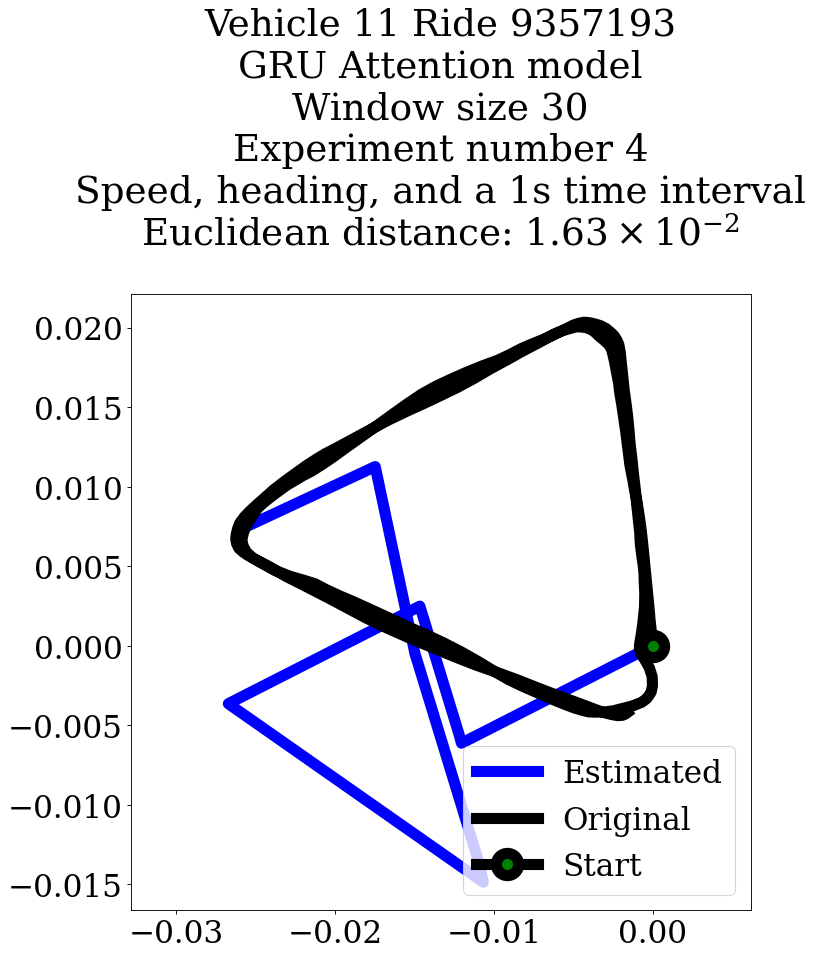 Vehicle 11 Ride 9357193
GRU Attention model
Window size 30
Experiment number 4
Speed, heading, and a 1s time interval
Euclidean distance: 1.63 × 10⁻²
0.020
0.015
0.010
0.005
0.000
−0.005
−0.010
−0.015
Estimated
Original
Start
−0.03
−0.02
−0.01
0.00